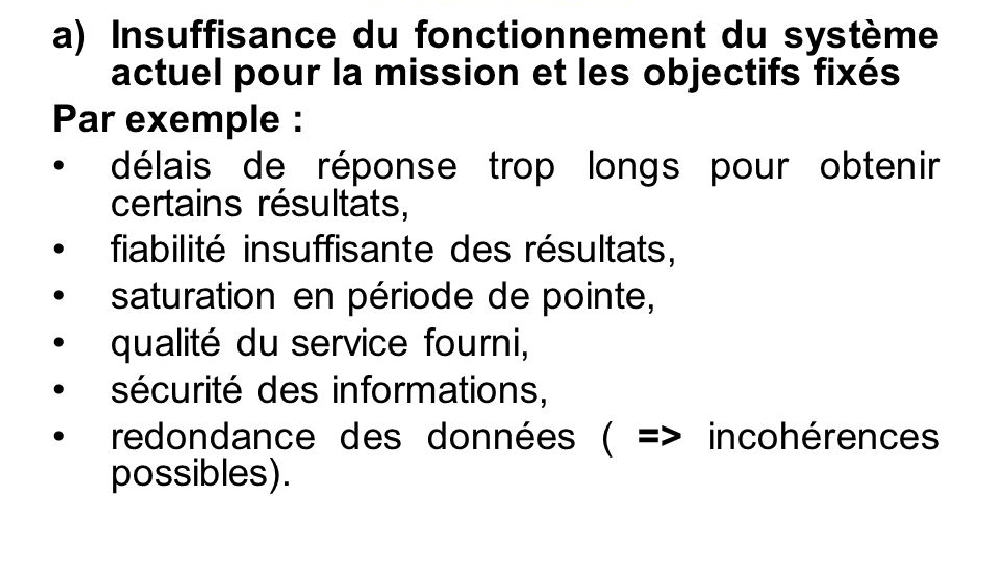 a) Insuffisance du fonctionnement du système
actuel pour la mission et les objectifs fixés
Par exemple :
• délais de réponse trop longs pour obtenir
certains résultats,
• fiabilité insuffisante des résultats,
• saturation en période de pointe,
• qualité du service fourni,
• sécurité des informations,
• redondance des données ( => incohérences
possibles).